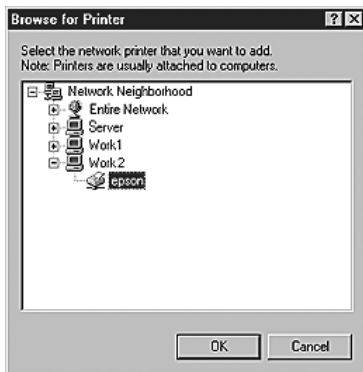 Browse for Printer
Select the network printer that you want to add.
Note: Printers are usually attached to computers.
Network Neighborhood
Entire Network
Server
Work1
Work2
epson
OK
Cancel